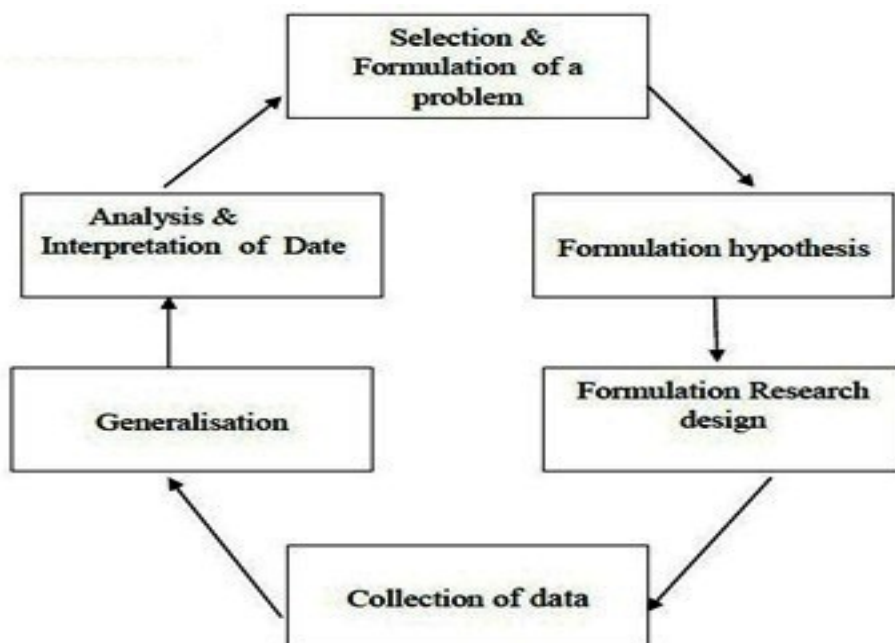 Selection &
Formulation of a
problem
Formulation hypothesis
Formulation Research
design
Collection of data
Generalisation
Analysis &
Interpretation of Date